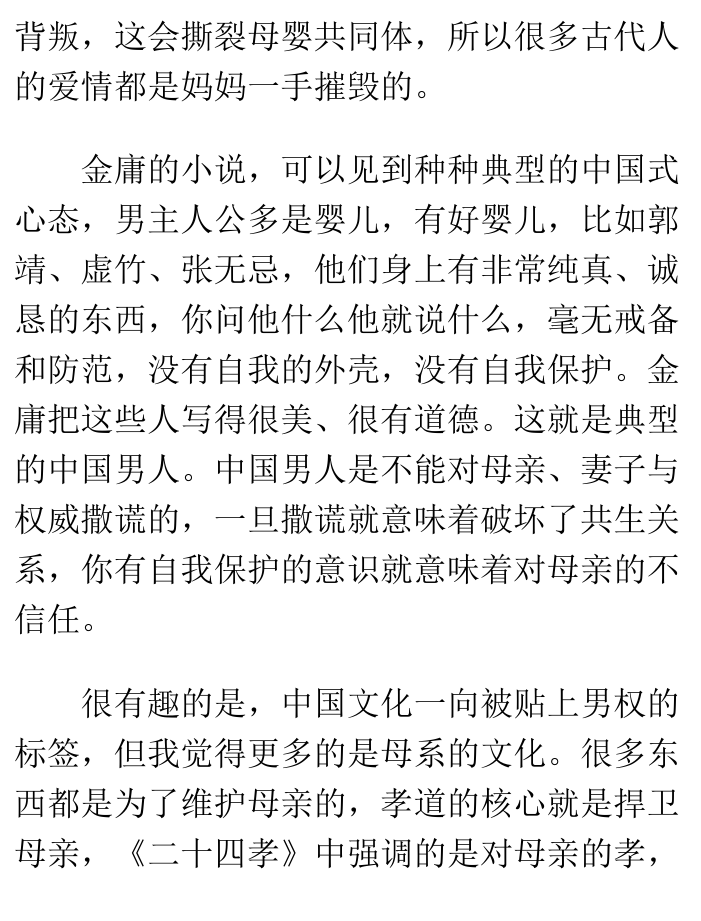 背叛，这会撕裂母婴共同体，所以很多古代人
的爱情都是妈妈一手摧毁的。
金庸的小说，可以见到种种典型的中国式
心态，男主人公多是婴儿，有好婴儿，比如郭
靖、虚竹、张无忌，他们身上有非常纯真、诚
恳的东西，你问他什么他就说什么，毫无戒备
和防范，没有自我的外壳，没有自我保护。金
庸把这些人写得很美、很有道德。这就是典型
的中国男人。中国男人是不能对母亲、妻子与
权威撒谎的，一旦撒谎就意味着破坏了共生关
系，你有自我保护的意识就意味着对母亲的不
信任。
很有趣的是，中国文化一向被贴上男权的
标签，但我觉得更多的是母系的文化。很多东
西都是为了维护母亲的，孝道的核心就是捍卫
母亲，《二十四孝》中强调的是对母亲的孝，